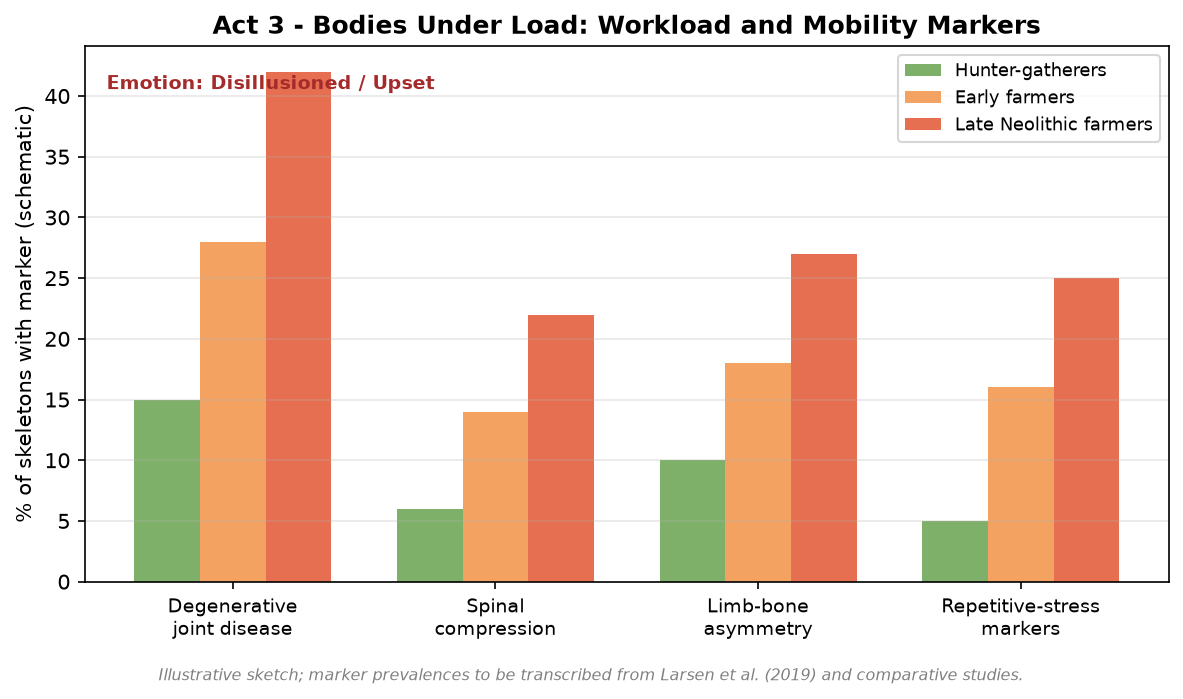 Act 3 - Bodies Under Load: Workload and Mobility Markers
Emotion: Disillusioned / Upset
Hunter-gatherers
Early farmers
Late Neolithic farmers
% of skeletons with marker (schematic)
40
35
30
25
20
15
10
5
0
Degenerative
joint disease
Spinal
compression
Limb-bone
asymmetry
Repetitive-stress
markers
Illustrative sketch; marker prevalences to be transcribed from Larsen et al. (2019) and comparative studies.